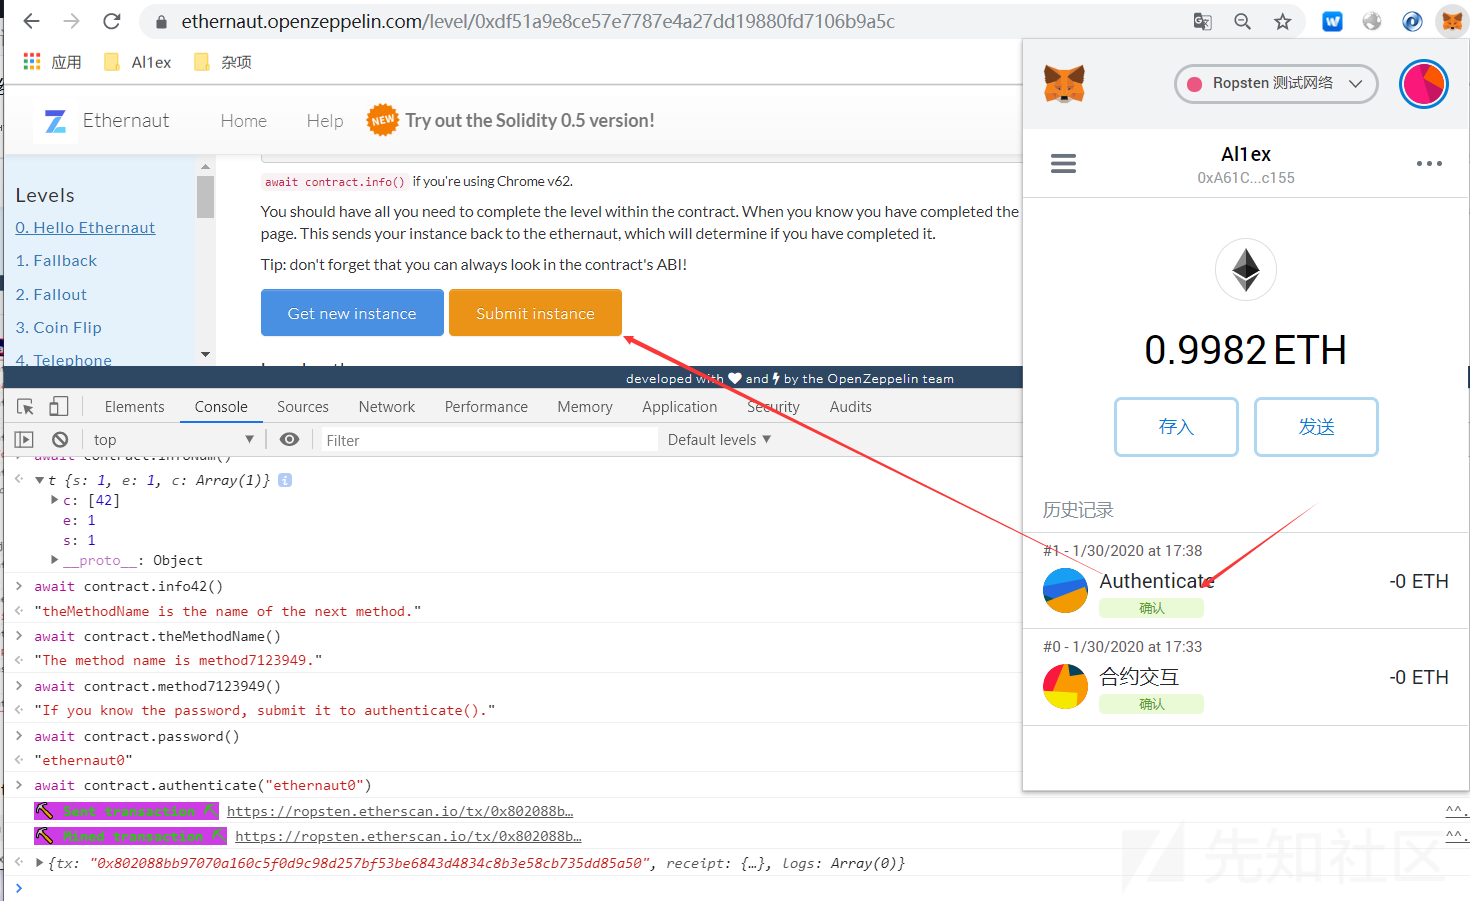 ethernaut.openzeppelin.com/level/0xdf51a9e8ce57e7787e4a27dd19880fd7106b9a5c
应用
Al1ex
杂项
Ethernaut
Home
Help
NEW
Try out the Solidity 0.5 version!
Levels
0. Hello Ethernaut
1. Fallback
2. Fallout
3. Coin Flip
4. Telephone
await contract.info() if you're using Chrome v62.
You should have all you need to complete the level within the contract. When you know you have completed the
page. This sends your instance back to the ethernaut, which will determine if you have completed it.
Tip: don't forget that you can always look in the contract's ABI!
Get new instance
Submit instance
developed with and by the OpenZeppelin team
Elements
Console
Sources
Network
Performance
Memory
Application
Security
Audits
top
Filter
Default levels ▼
await contract.infoNum()
t {s: 1, e: 1, c: Array(1)}
c: [42]
e: 1
s: 1
__proto__: Object
await contract.info42()
"theMethodName is the name of the next method."
await contract.theMethodName()
"The method name is method7123949."
await contract.method7123949()
"If you know the password, submit it to authenticate()."
await contract.password()
"ethernaut0"
await contract.authenticate("ethernaut0")
Sent transaction https://ropsten.etherscan.io/tx/0x802088b…
^^.
Mined transaction https://ropsten.etherscan.io/tx/0x802088b…
^^.
{tx: "0x802088bb97070a160c5f0d9c98d257bf53be6843d4834c8b3e58cb735dd85a50", receipt: {…}, logs: Array(0)}
Ropsten 测试网络
Al1ex
0xA61C...c155
0.9982 ETH
存入
发送
历史记录
#1 - 1/30/2020 at 17:38
Authenticate
-0 ETH
确认
#0 - 1/30/2020 at 17:33
合约交互
-0 ETH
确认
先知社区